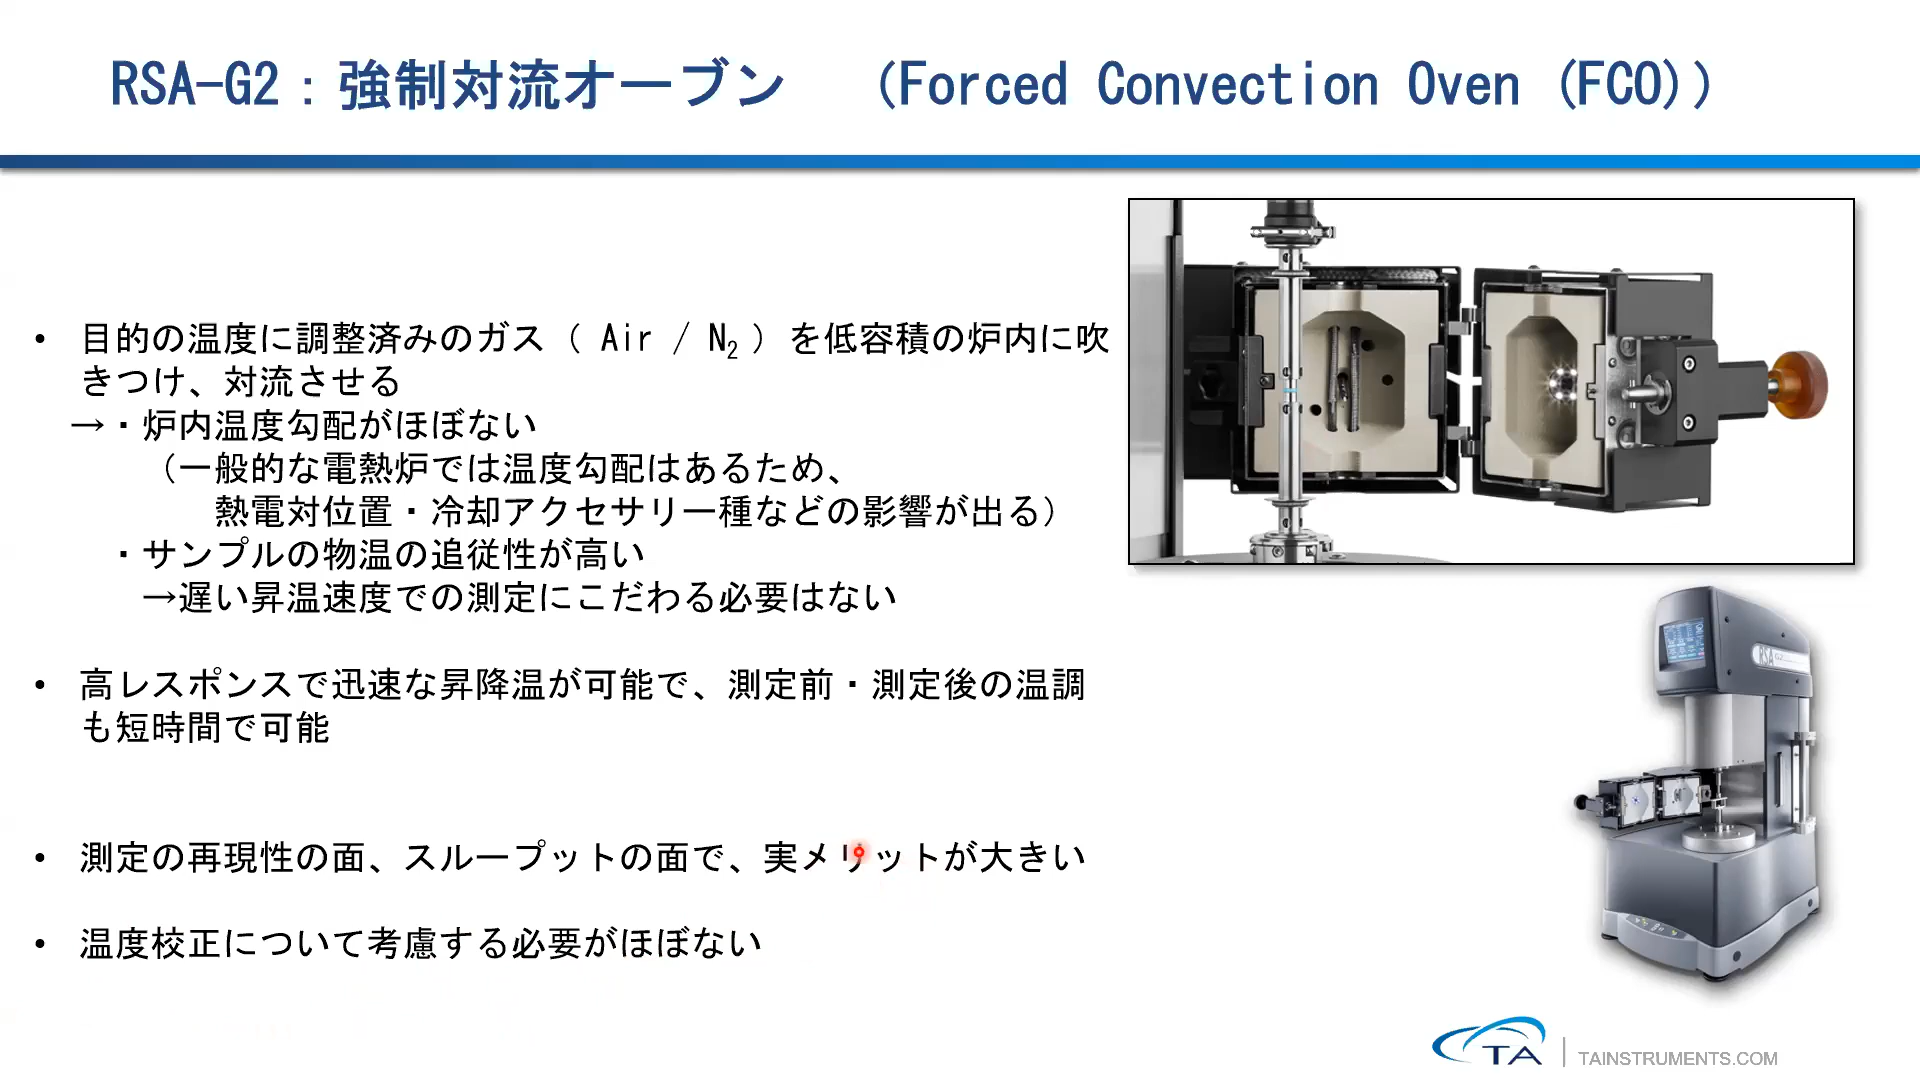 RSA-G2：強制対流オーブン　（Forced Convection Oven (FCO)）
• 目的の温度に調整済みのガス（ Air / N2 ）を低容積の炉内に吹
きつけ、対流させる
→・炉内温度勾配がほぼない
（一般的な電熱炉では温度勾配はあるため、
熱電対位置・冷却アクセサリー種などの影響が出る）
・サンプルの物温の追従性が高い
→遅い昇温速度での測定にこだわる必要はない
• 高レスポンスで迅速な昇降温が可能で、測定前・測定後の温調
も短時間で可能
• 測定の再現性の面、スループットの面で、実メリットが大きい
• 温度校正について考慮する必要がほぼない
RSA G2
TA
TAINSTRUMENTS.COM